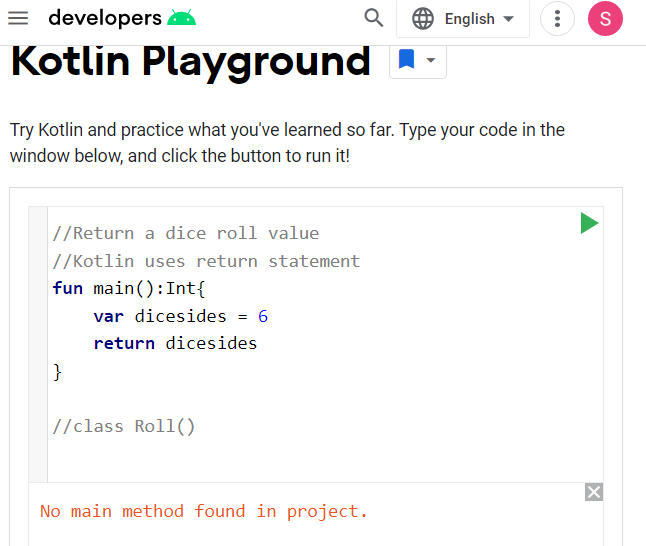 developers
English
S
Kotlin Playground
Try Kotlin and practice what you've learned so far. Type your code in the
window below, and click the button to run it!
//Return a dice roll value
//Kotlin uses return statement
fun main():Int{
    var dicesides = 6
    return dicesides
}
//class Roll()
No main method found in project.